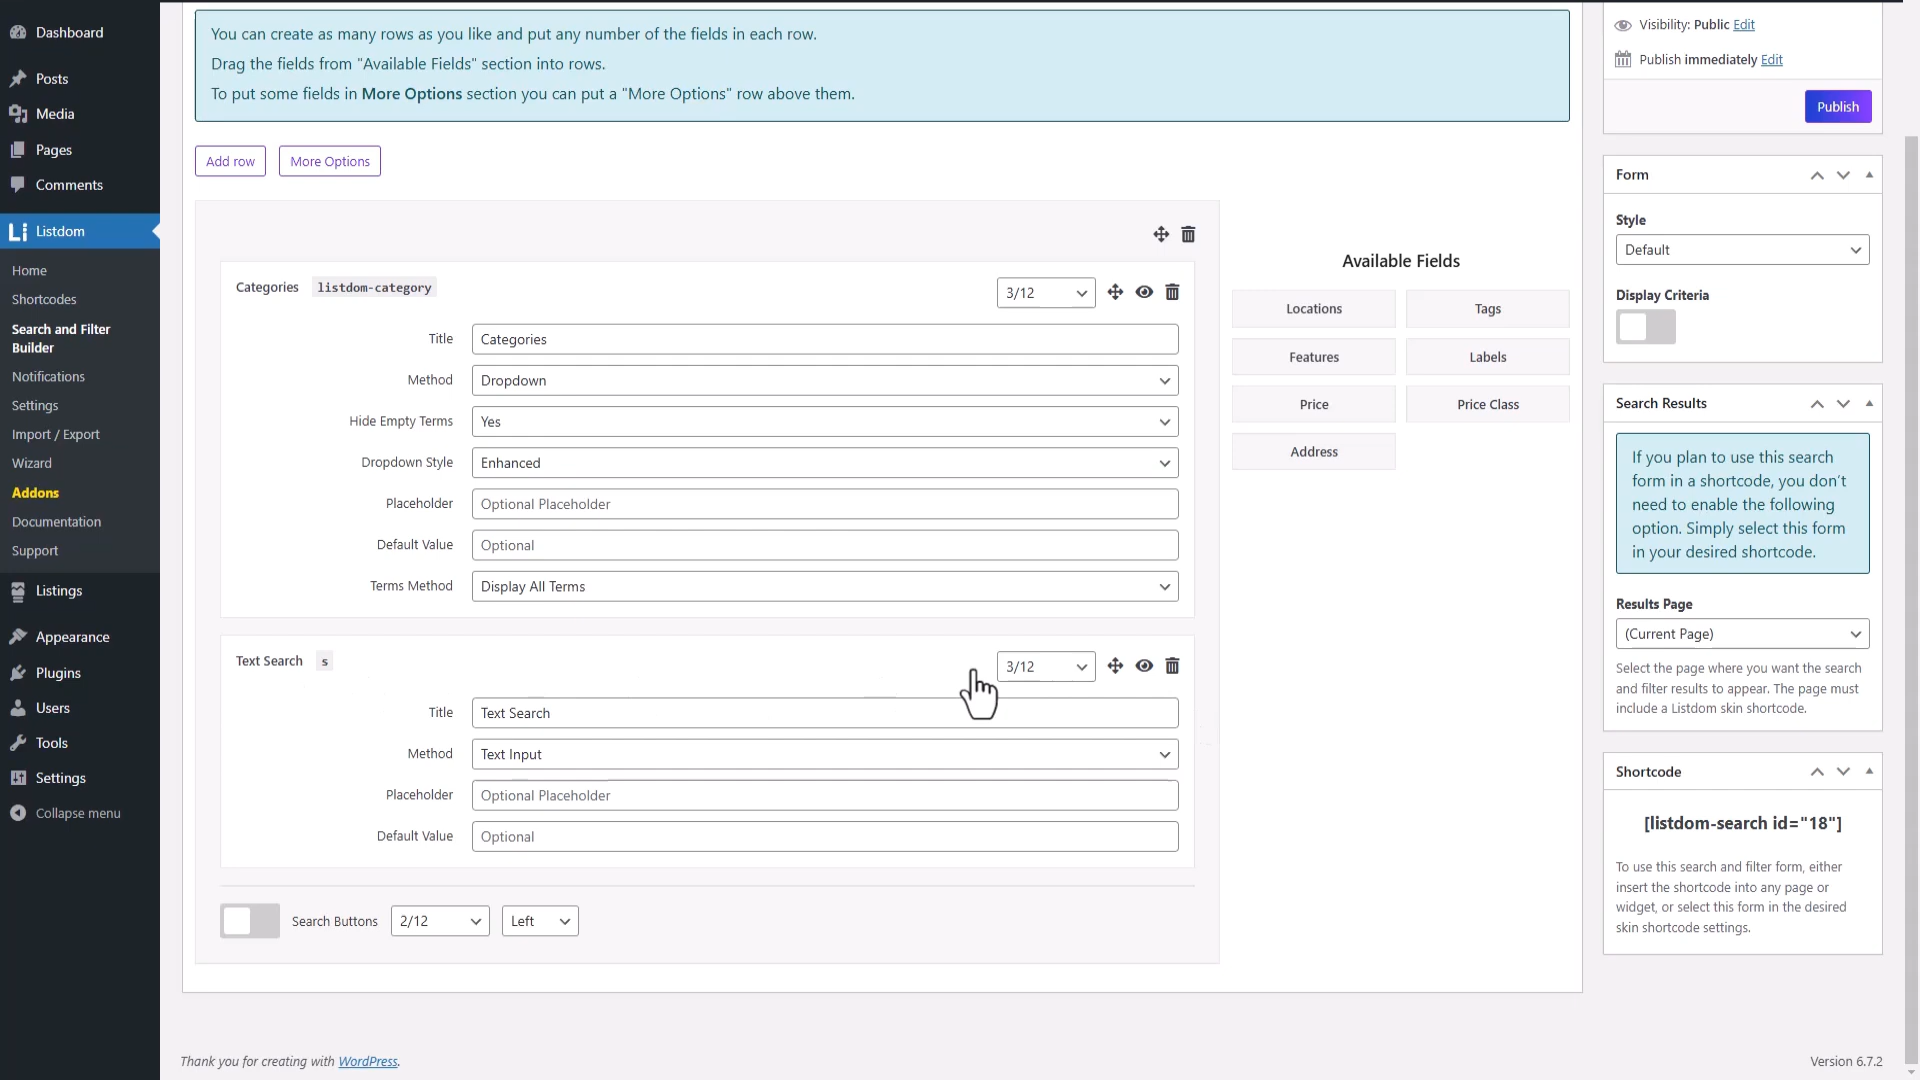 Dashboard
Posts
Media
Pages
Comments
Listdom
Home
Shortcodes
Search and Filter
Builder
Notifications
Settings
Import / Export
Wizard
Addons
Documentation
Support
Listings
Appearance
Plugins
Users
Tools
Settings
Collapse menu
You can create as many rows as you like and put any number of the fields in each row.
Drag the fields from "Available Fields" section into rows.
To put some fields in More Options section you can put a "More Options" row above them.
Add row
More Options
Categories listdom-category
3/12
Title
Categories
Method
Dropdown
Hide Empty Terms
Yes
Dropdown Style
Enhanced
Placeholder
Optional Placeholder
Default Value
Optional
Terms Method
Display All Terms
Text Search s
3/12
Title
Text Search
Method
Text Input
Placeholder
Optional Placeholder
Default Value
Optional
Search Buttons
2/12
Left
Available Fields
Locations
Tags
Features
Labels
Price
Price Class
Address
Visibility: Public Edit
Publish immediately Edit
Publish
Form
Style
Default
Display Criteria
Search Results
If you plan to use this search
form in a shortcode, you don't
need to enable the following
option. Simply select this form
in your desired shortcode.
Results Page
(Current Page)
Select the page where you want the search
and filter results to appear. The page must
include a Listdom skin shortcode.
Shortcode
[listdom-search id="18"]
To use this search and filter form, either
insert the shortcode into any page or
widget, or select this form in the desired
skin shortcode settings.
Thank you for creating with WordPress.
Version 6.7.2